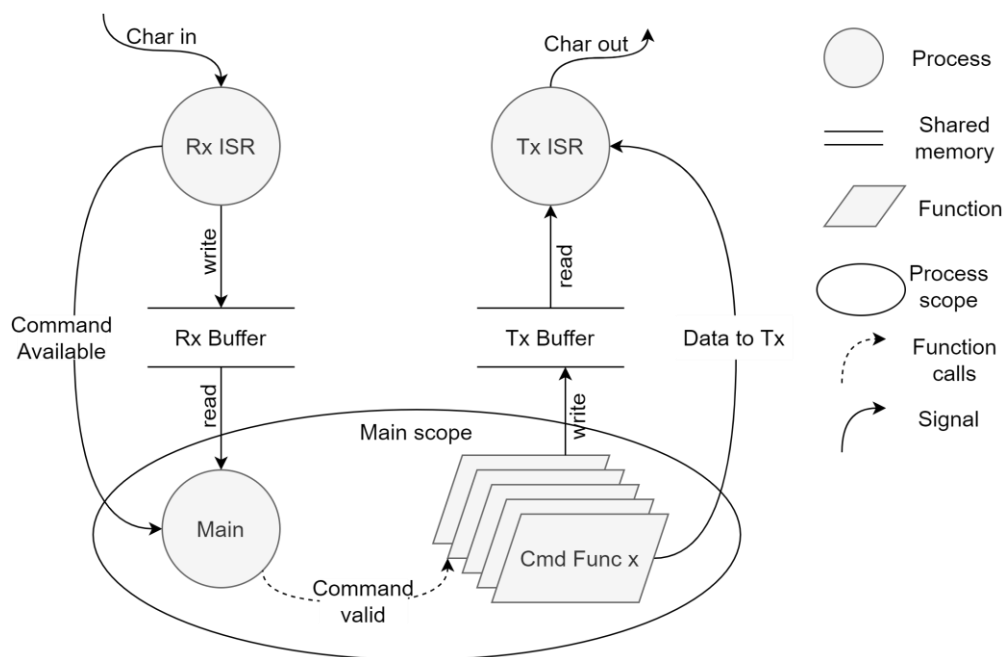 Char in
Char out
Process
Rx ISR
Tx ISR
Shared
memory
Function
write
read
Process
scope
Command
Available
Rx Buffer
Tx Buffer
Data to Tx
Function
calls
read
write
Main scope
Signal
Main
Cmd Func x
Command
valid